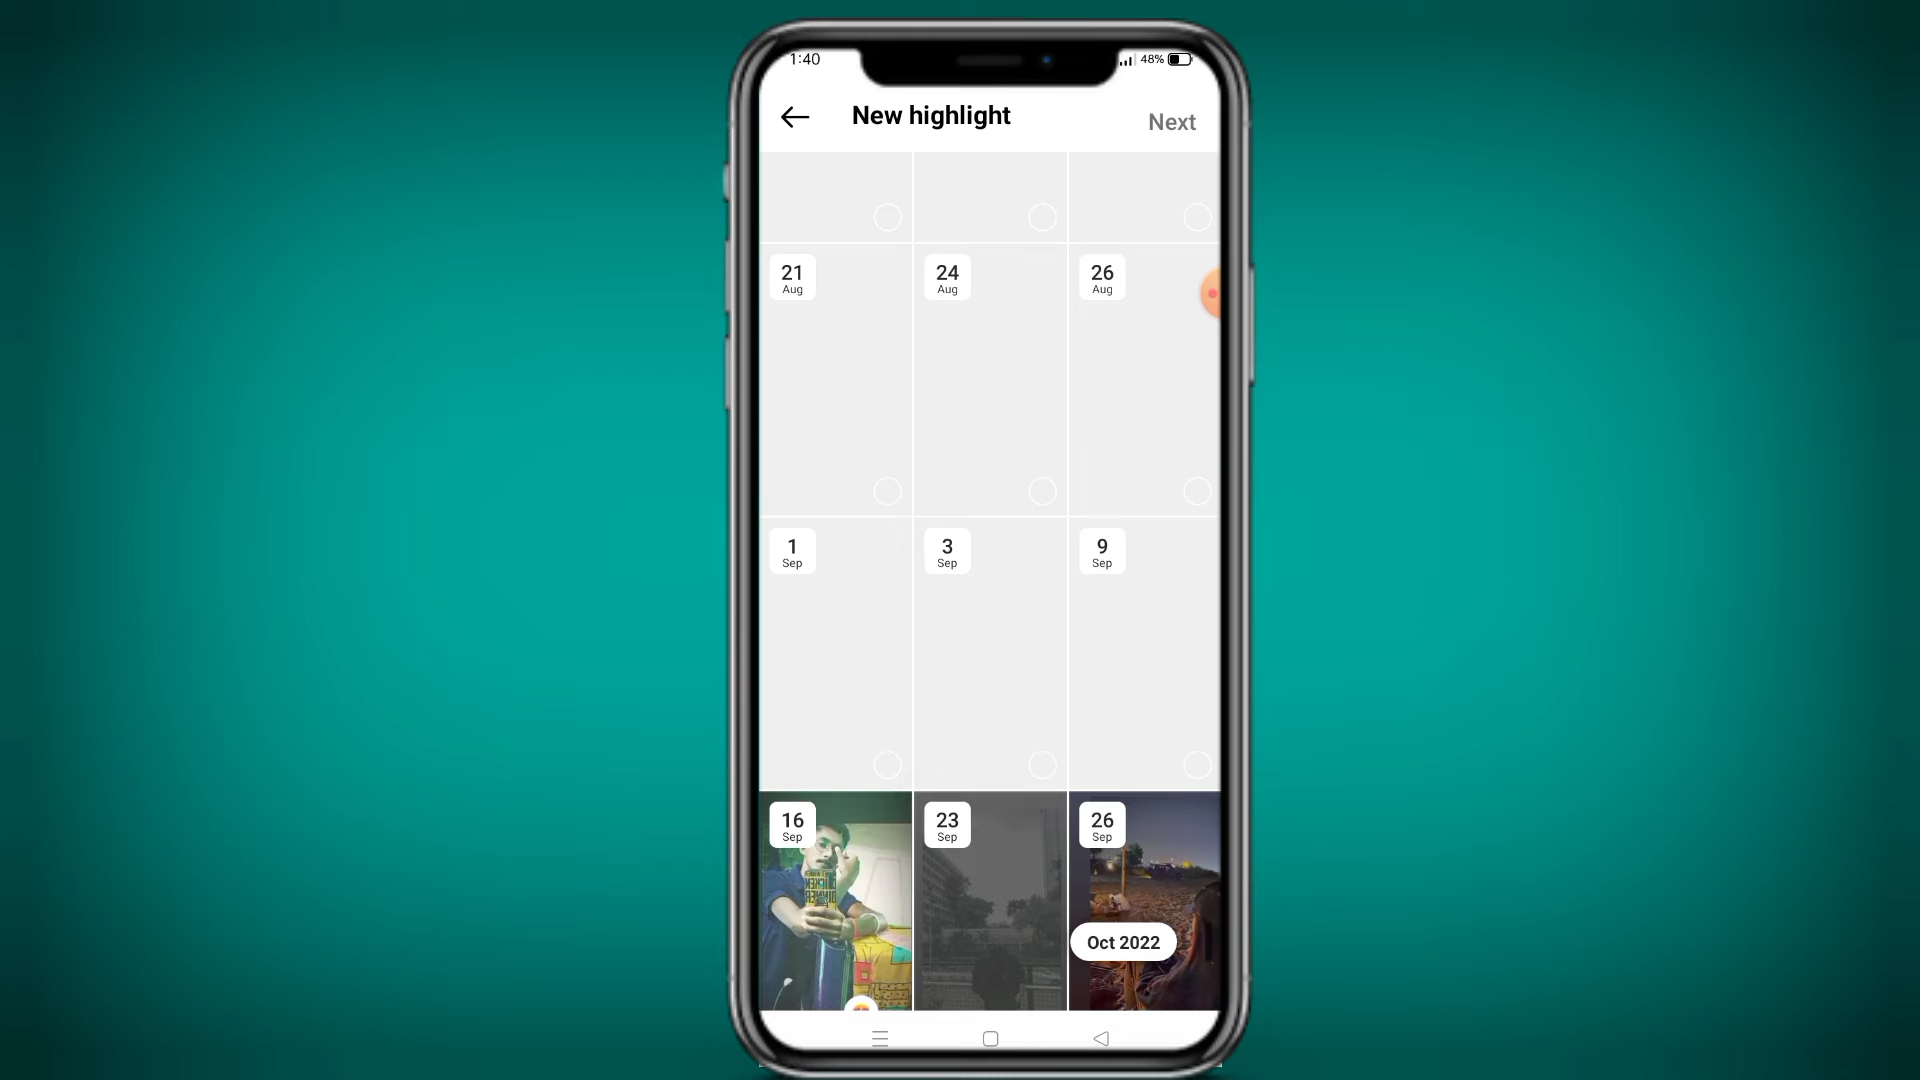 1:40
48%
New highlight
Next
21
Aug
24
Aug
26
Aug
1
Sep
3
Sep
9
Sep
16
Sep
23
Sep
26
Sep
Oct 2022